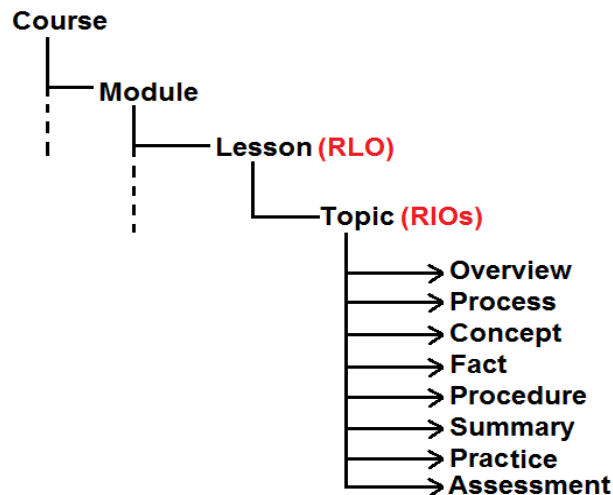 Course
Module
Lesson (RLO)
Topic (RIOs)
Overview
Process
Concept
Fact
Procedure
Summary
Practice
Assessment